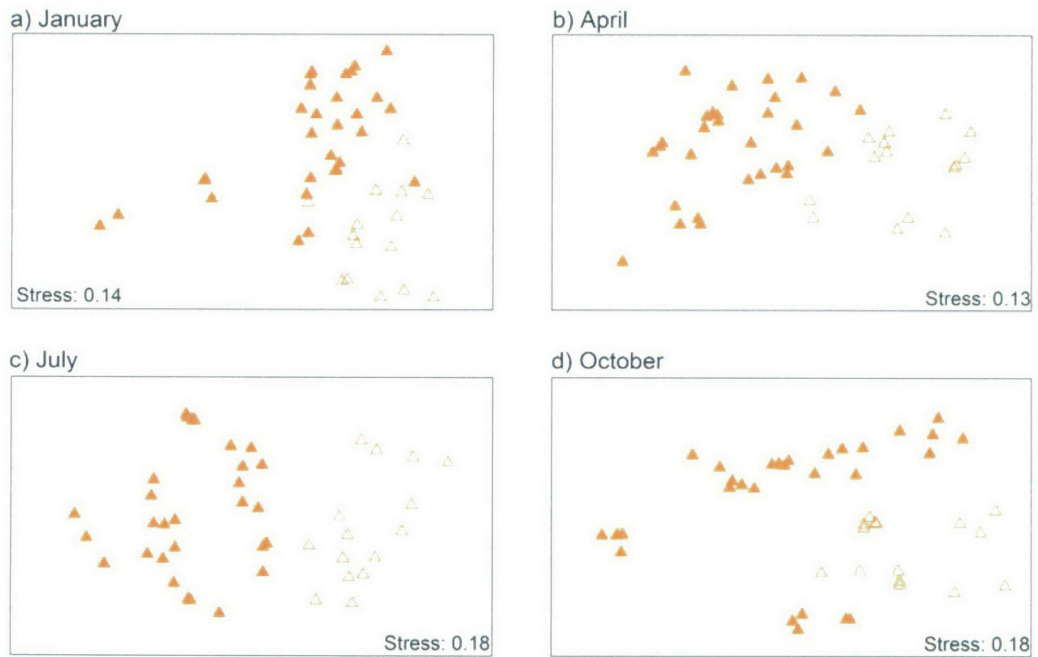 a) January
b) April
Stress: 0.14
Stress: 0.13
c) July
d) October
Stress: 0.18
Stress: 0.18